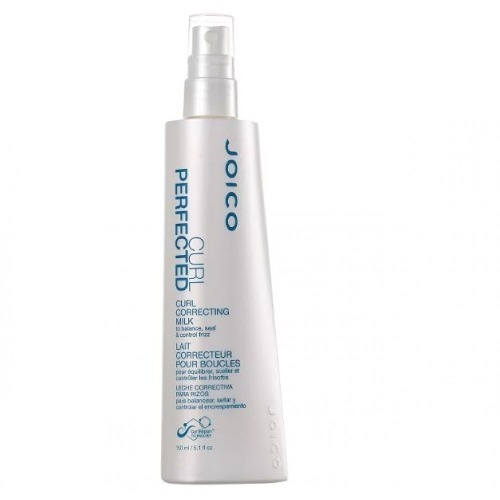 JOICO
CURL
PERFECTED
CURL
CORRECTING
MILK
to balance, seal
& control frizz
LAIT
CORRECTEUR
POUR BOUCLES
pour équilibrer, sceller et
contrôler les frisottis
LECHE CORRECTIVA
PARA RIZOS
para balancear, sellar y
controlar el encrespamiento
CurlRepair™
TECHNOLOGY
150 ml / 5.1 fl oz
JOICO